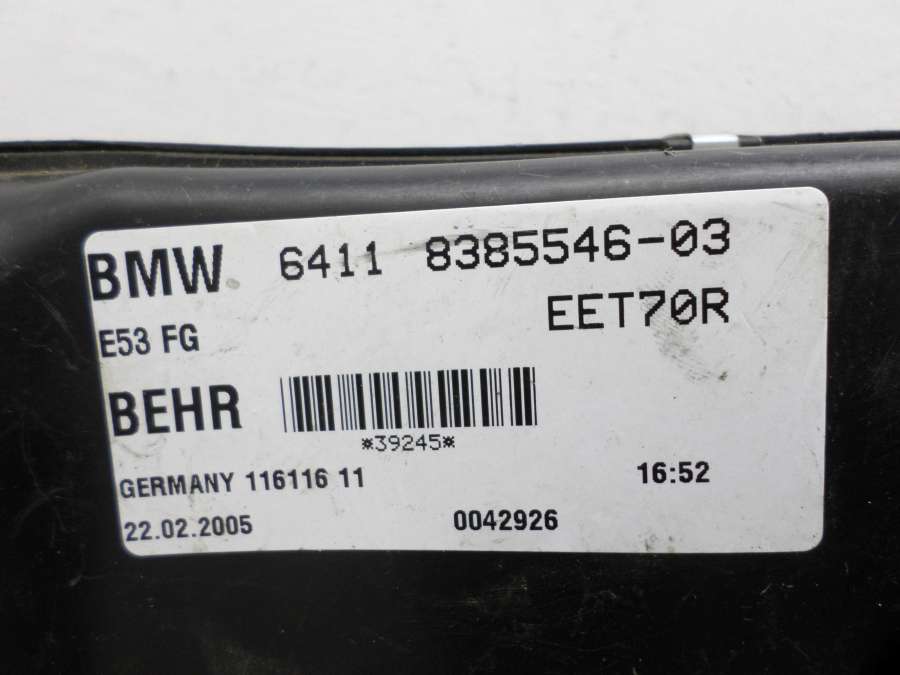 BMW 6411 8385546-03
E53 FG EET70R
BEHR
*39245*
GERMANY 116116 11 16:52
22.02.2005 0042926